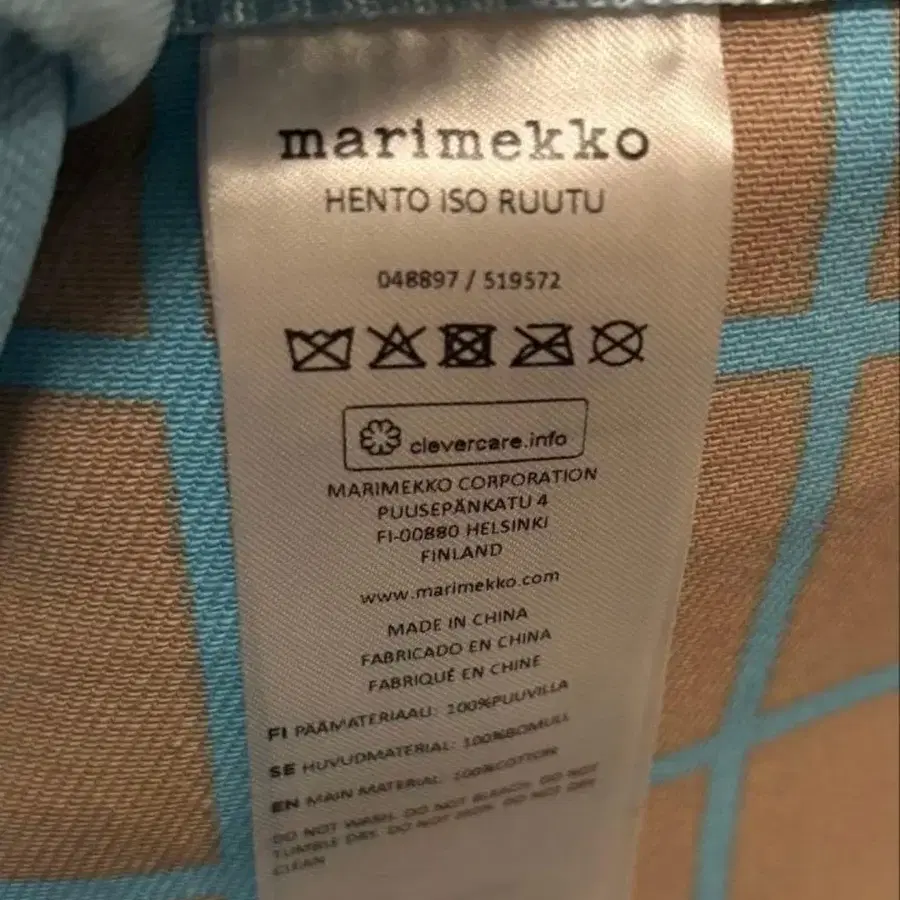 marimekko
HENTO ISO RUUTU
048897 / 519572
clevercare.info
MARIMEKKO CORPORATION
PUUSEPÄNKATU 4
FI-00880 HELSINKI
FINLAND
www.marimekko.com
MADE IN CHINA
FABRICADO EN CHINA
FABRIQUÉ EN CHINE
FI PÄÄMATERIAALI: 100%PUUVILLA
SE HUVUDMATERIAL: 100%BOMULL
EN MAIN MATERIAL: 100%COTTON
DO NOT WASH. DO NOT BLEACH. DO NOT
TUMBLE DRY. DO NOT IRON. DO NOT DRY
CLEAN